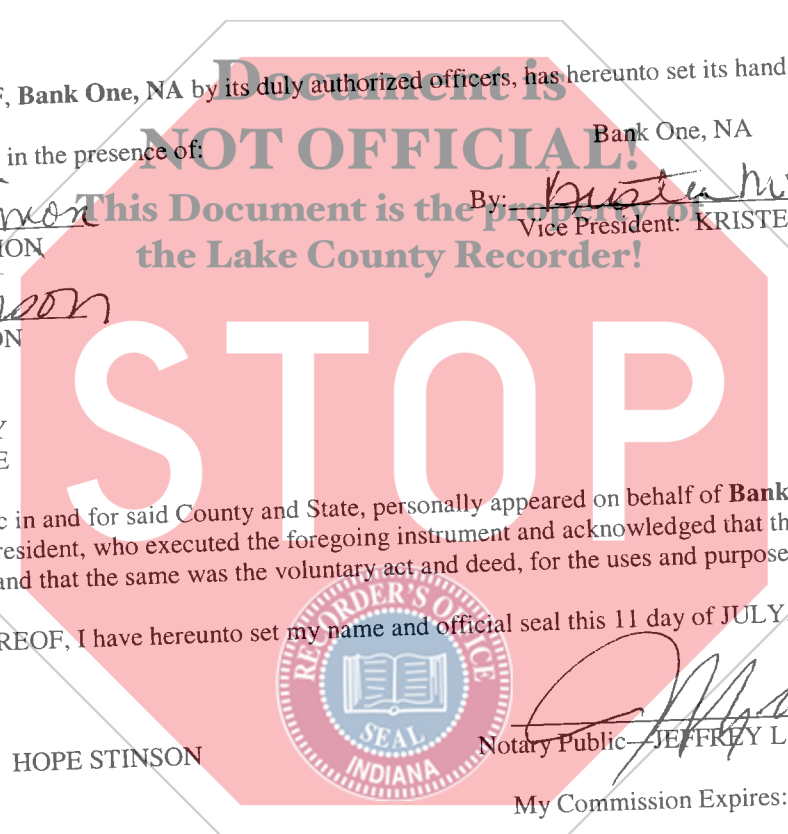 F, Bank One, NA by its duly authorized officers, has hereunto set its hand
Document is
NOT OFFICIAL!
This Document is the property of
the Lake County Recorder!
in the presence of:
Bank One, NA
By:
Vice President: KRISTE
ION
ON
Y
E
STOP
c in and for said County and State, personally appeared on behalf of Bank
resident, who executed the foregoing instrument and acknowledged that th
and that the same was the voluntary act and deed, for the uses and purpose
REOF, I have hereunto set my name and official seal this 11 day of JULY
RECORDER'S OFFICE
SEAL
INDIANA
HOPE STINSON
Notary Public—JEFFREY L
My Commission Expires: